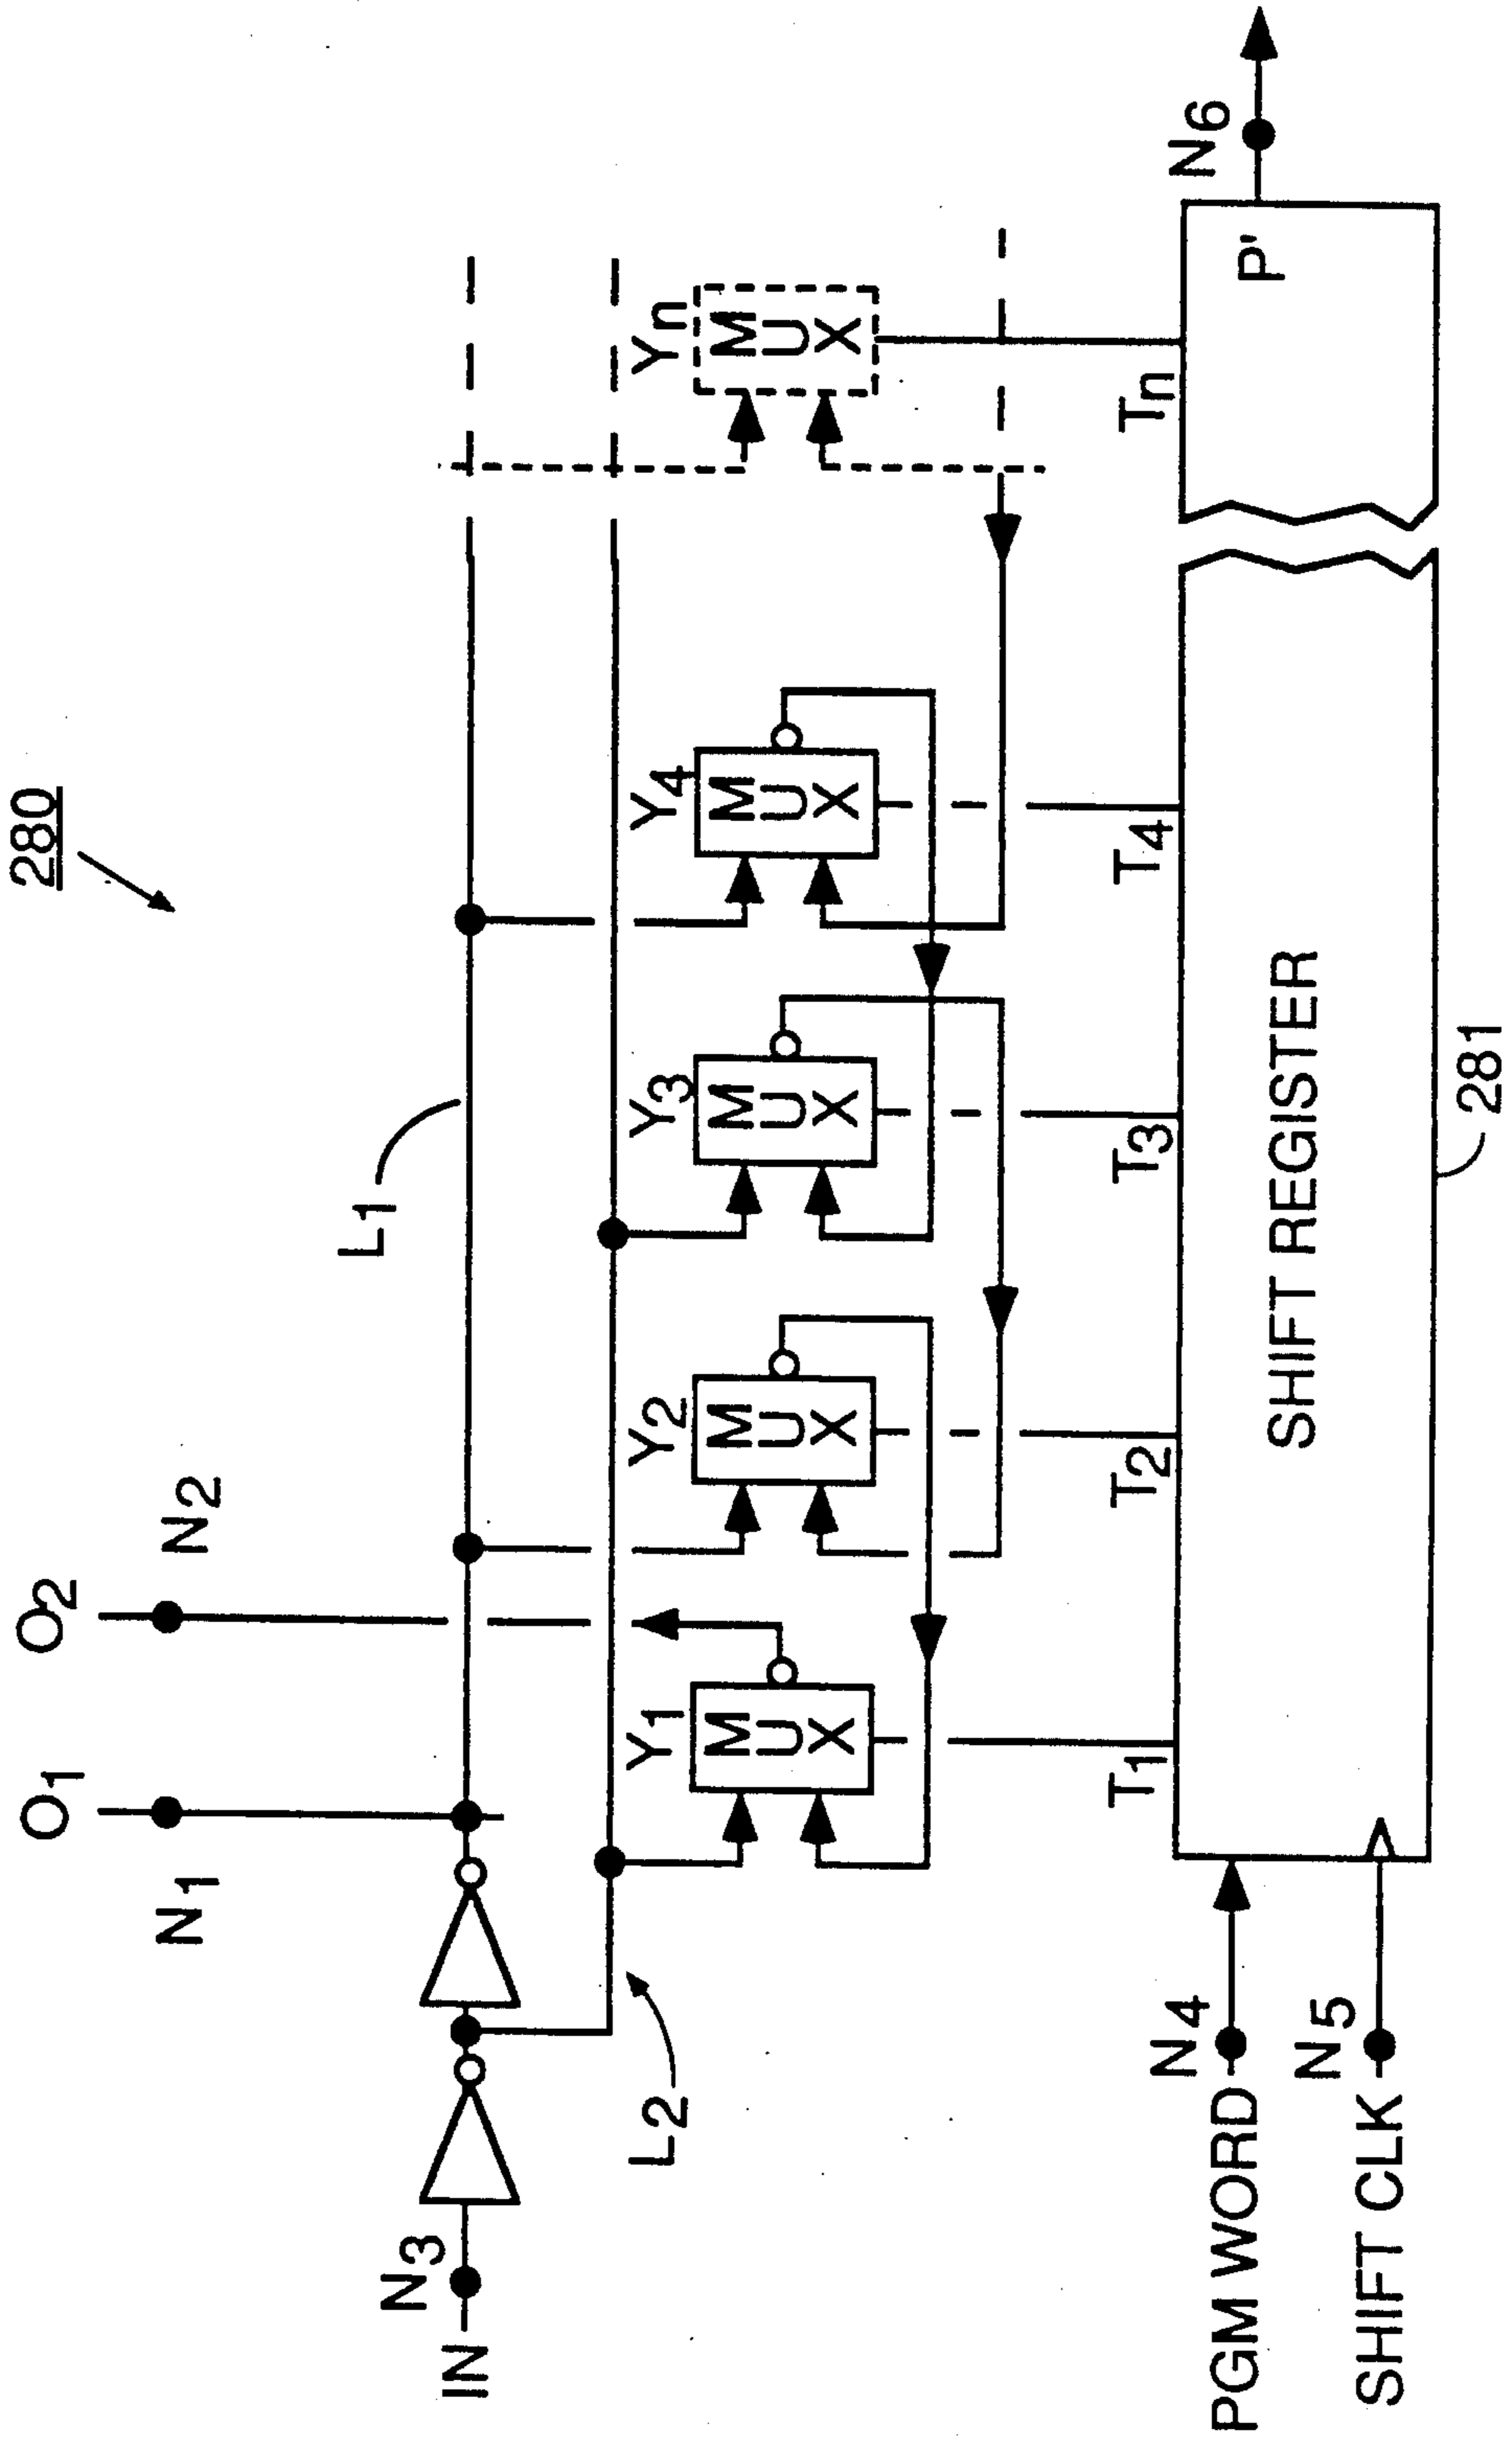 280
O1
O2
N1
N2
L1
N3
IN
L2
Y1
MUX
Y2
MUX
Y3
MUX
Y4
MUX
Yn
MUX
T1
T2
T3
T4
Tn
N4
PGM WORD
N5
SHIFT CLK
SHIFT REGISTER
P'
N6
281